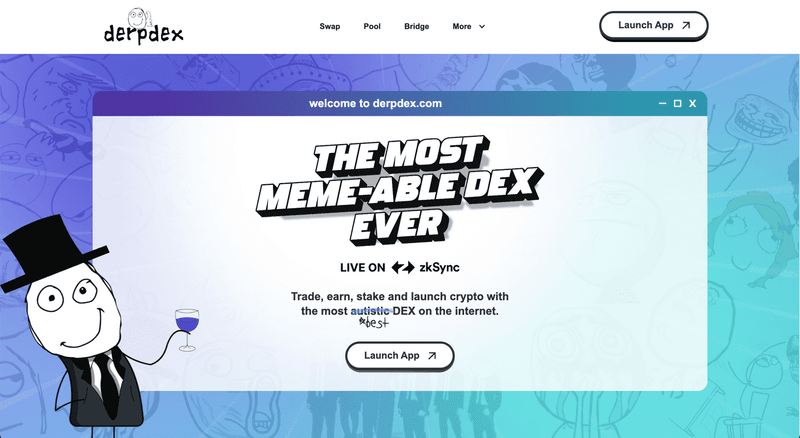 derpdex
Swap
Pool
Bridge
More
Launch App
welcome to derpdex.com
X
THE MOST
MEME-ABLE DEX
EVER
LIVE ON zkSync
Trade, earn, stake and launch crypto with
the most autistic DEX on the internet.
*best
Launch App